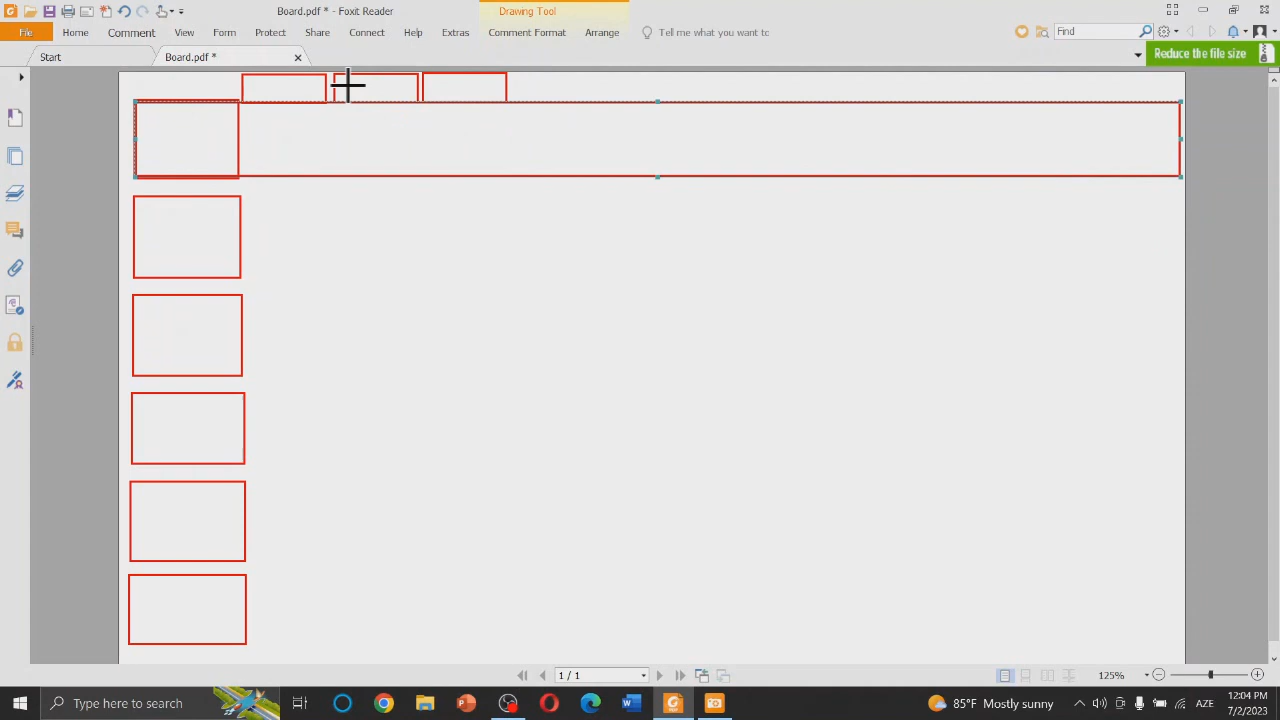 Board.pdf * - Foxit Reader
Drawing Tool
File
Home
Comment
View
Form
Protect
Share
Connect
Help
Extras
Comment Format
Arrange
Tell me what you want to
Find
Start
Board.pdf *
Reduce the file size
1 / 1
125%
Type here to search
85°F Mostly sunny
AZE
12:04 PM
7/2/2023